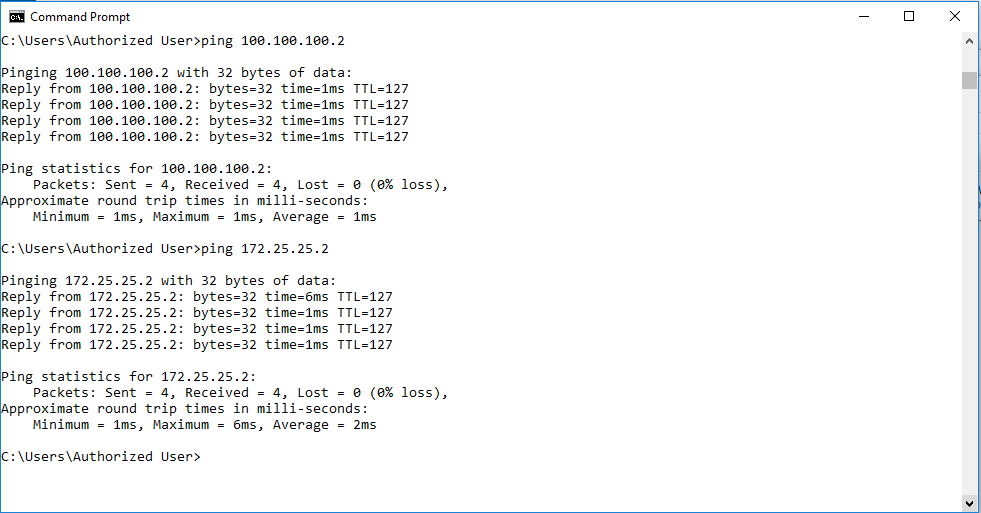 Command Prompt
C:\Users\Authorized User>ping 100.100.100.2
Pinging 100.100.100.2 with 32 bytes of data:
Reply from 100.100.100.2: bytes=32 time=1ms TTL=127
Reply from 100.100.100.2: bytes=32 time=1ms TTL=127
Reply from 100.100.100.2: bytes=32 time=1ms TTL=127
Reply from 100.100.100.2: bytes=32 time=1ms TTL=127
Ping statistics for 100.100.100.2:
    Packets: Sent = 4, Received = 4, Lost = 0 (0% loss),
Approximate round trip times in milli-seconds:
    Minimum = 1ms, Maximum = 1ms, Average = 1ms
C:\Users\Authorized User>ping 172.25.25.2
Pinging 172.25.25.2 with 32 bytes of data:
Reply from 172.25.25.2: bytes=32 time=6ms TTL=127
Reply from 172.25.25.2: bytes=32 time=1ms TTL=127
Reply from 172.25.25.2: bytes=32 time=1ms TTL=127
Reply from 172.25.25.2: bytes=32 time=1ms TTL=127
Ping statistics for 172.25.25.2:
    Packets: Sent = 4, Received = 4, Lost = 0 (0% loss),
Approximate round trip times in milli-seconds:
    Minimum = 1ms, Maximum = 6ms, Average = 2ms
C:\Users\Authorized User>